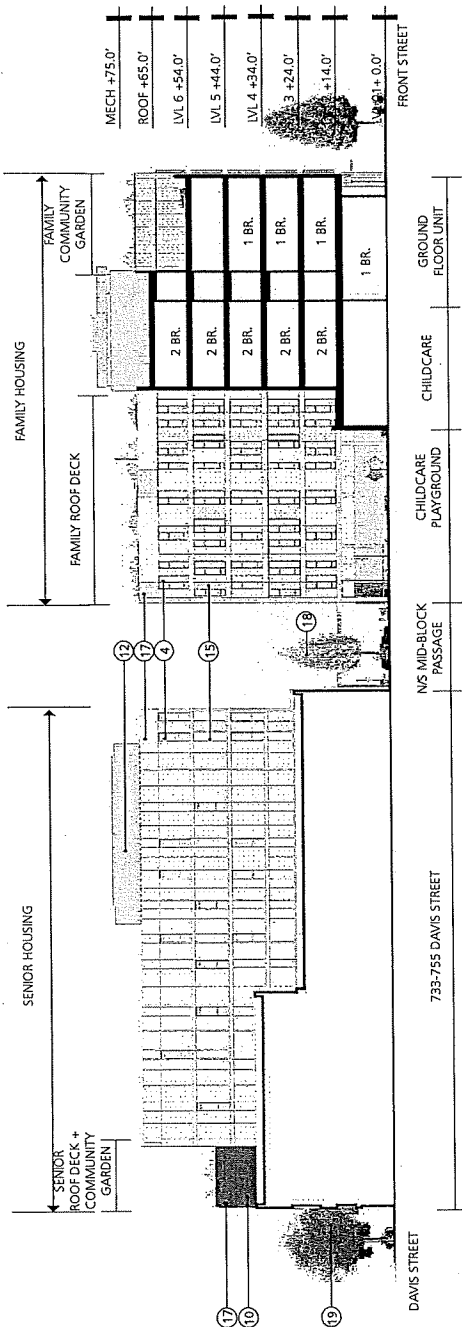 MECH +75.0'
ROOF +65.0'
LVL 6 +54.0'
LVL 5 +44.0'
LVL 4 +34.0'
3 +24.0'
+14.0'
+ 0.0'
FRONT STREET
FAMILY HOUSING
FAMILY
COMMUNITY
GARDEN
FAMILY ROOF DECK
SENIOR HOUSING
SENIOR
ROOF DECK +
COMMUNITY
GARDEN
12
17
4
15
18
17
10
19
2 BR.
2 BR.
2 BR.
2 BR.
2 BR.
1 BR.
1 BR.
1 BR.
1 BR.
DAVIS STREET
733-755 DAVIS STREET
N/S MID-BLOCK
PASSAGE
CHILDCARE
PLAYGROUND
CHILDCARE
GROUND
FLOOR UNIT